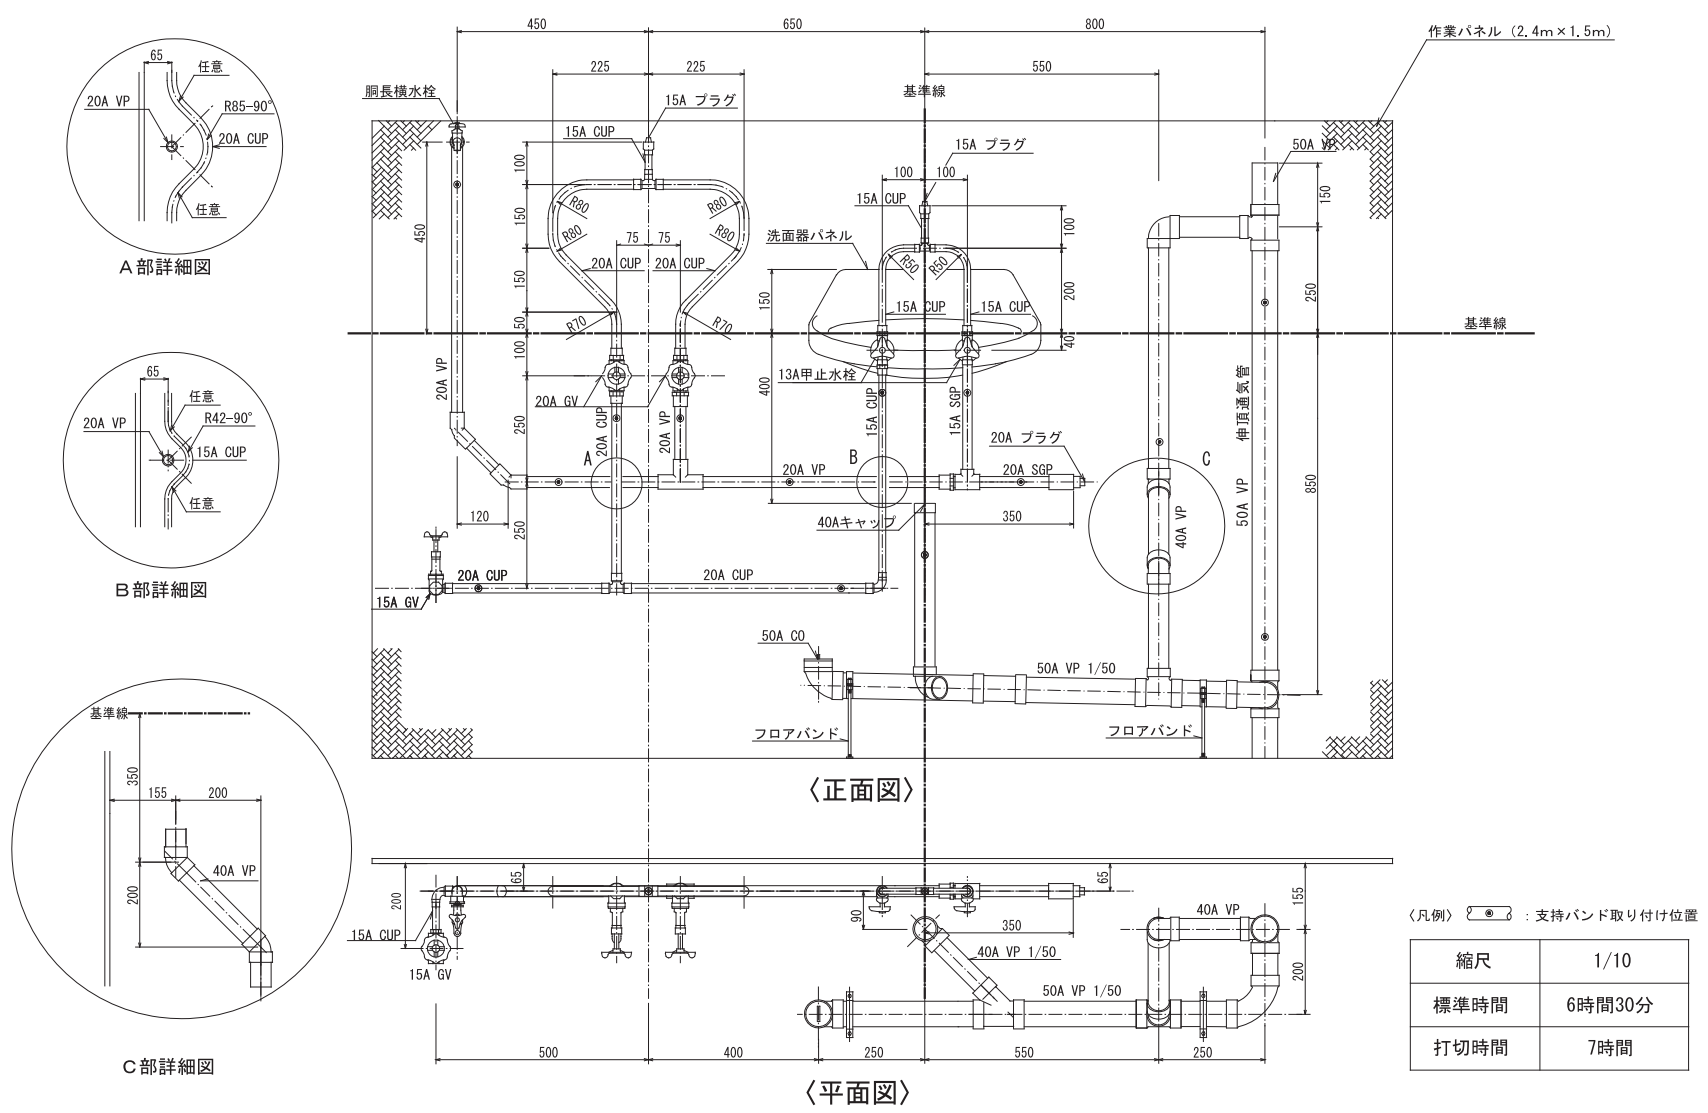 450
650
800
作業パネル (2.4m×1.5m)
225
225
550
胴長横水栓
15A プラグ
基準線
15A CUP
15A プラグ
50A VP
100
100
100
150
15A CUP
150
R80
R80
R80
R80
450
75
75
洗面器パネル
100
20A CUP
20A CUP
R50
R50
150
150
200
250
50
R70
R70
15A CUP
15A CUP
基準線
100
40
20A VP
13A甲止水栓
400
20A GV
250
20A CUP
20A VP
15A CUP
15A SGP
伸頂通気管
20A プラグ
A
B
C
20A VP
20A SGP
50A VP
850
120
250
40Aキャップ
350
40A VP
20A CUP
20A CUP
15A GV
50A CO
50A VP 1/50
フロアバンド
フロアバンド
〈正面図〉
65
任意
20A VP
R85-90°
20A CUP
任意
A部詳細図
65
任意
20A VP
R42-90°
15A CUP
任意
B部詳細図
基準線
350
155
200
200
40A VP
C部詳細図
200
65
65
155
90
40A VP
15A CUP
350
15A GV
40A VP 1/50
50A VP 1/50
200
500
400
250
550
250
〈平面図〉
〈凡例〉 : 支持バンド取り付け位置
縮尺 1/10
標準時間 6時間30分
打切時間 7時間